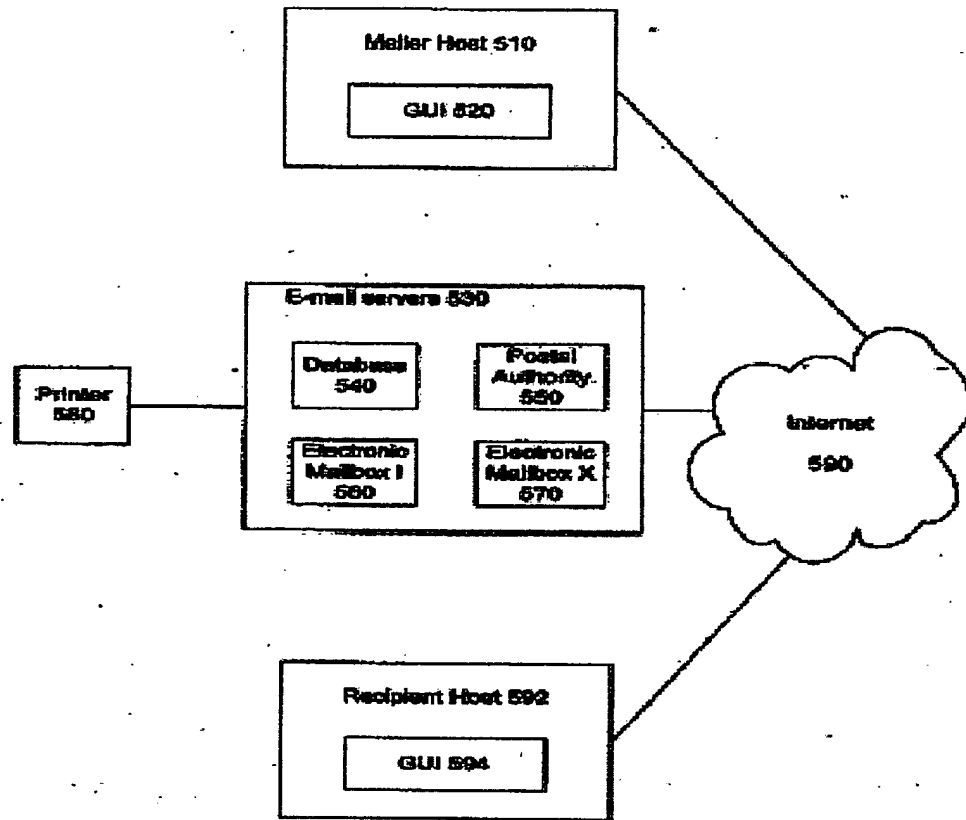 Mailer Host 510
GUI 520
E-mail servers 530
Database
540
Postal
Authority
550
Printer
580
Internet
590
Electronic
Mailbox I
560
Electronic
Mailbox X
570
Recipient Host 592
GUI 594